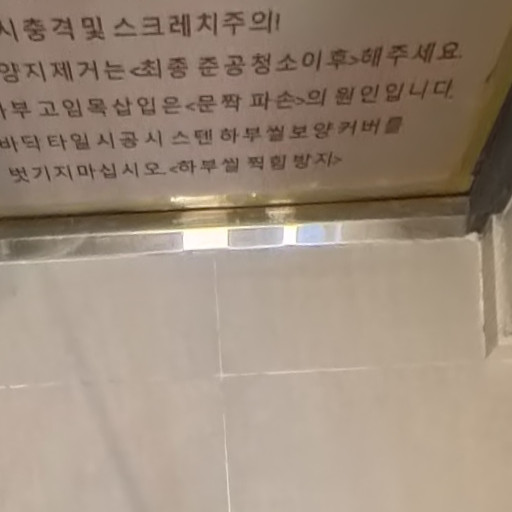 시충격및스크레치주의!
양지제거는<최종 준공청소이후>해주세요.
하부고임목삽입은<문짝 파손>의 원인입니다.
바닥타일시공시 스텐하부씰보양커버를
벗기지마십시오.<하부씰 찍힘방지>